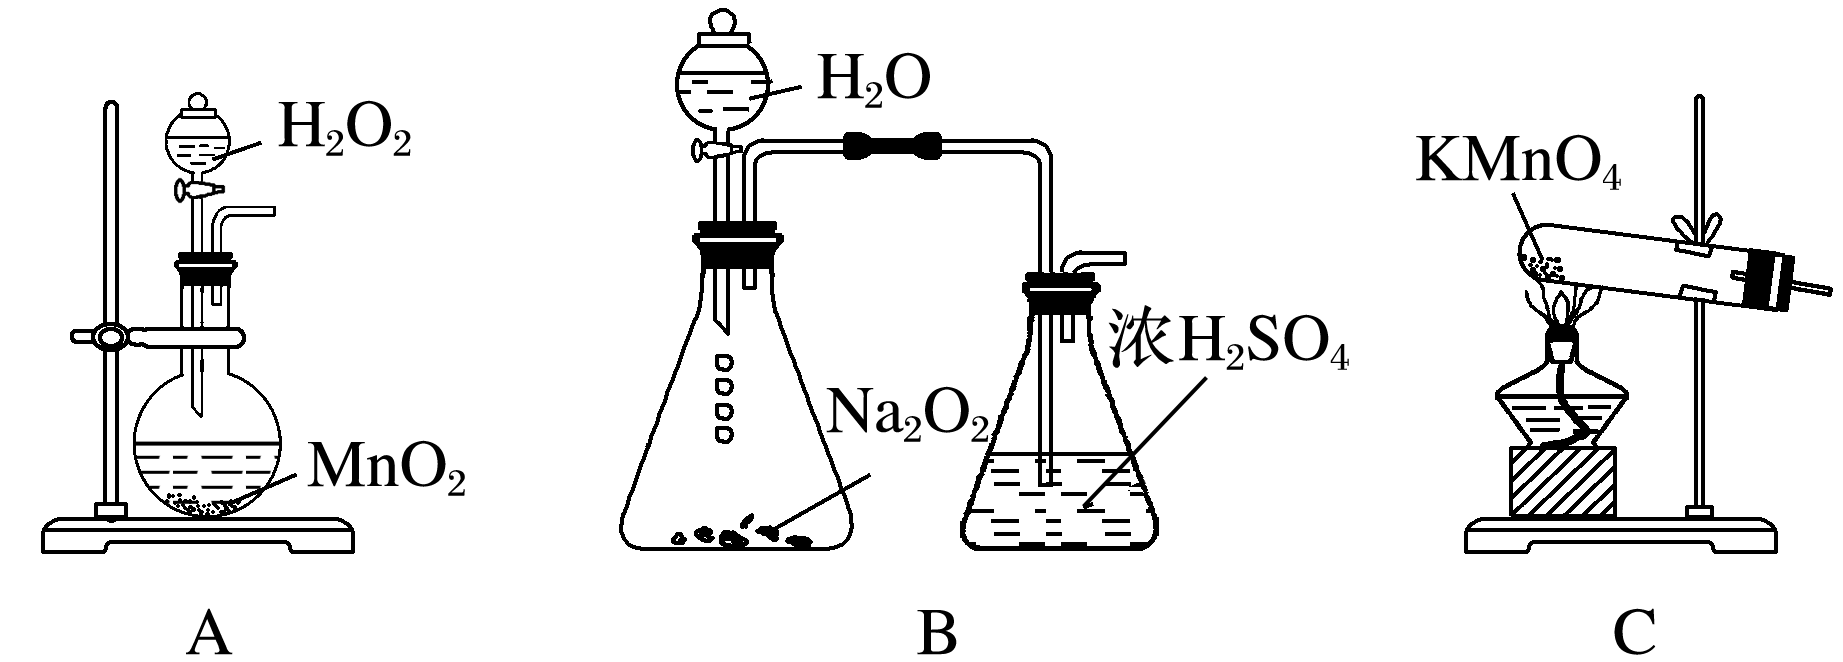 H₂O₂
MnO₂
A
H₂O
Na₂O₂
浓H₂SO₄
B
KMnO₄
C